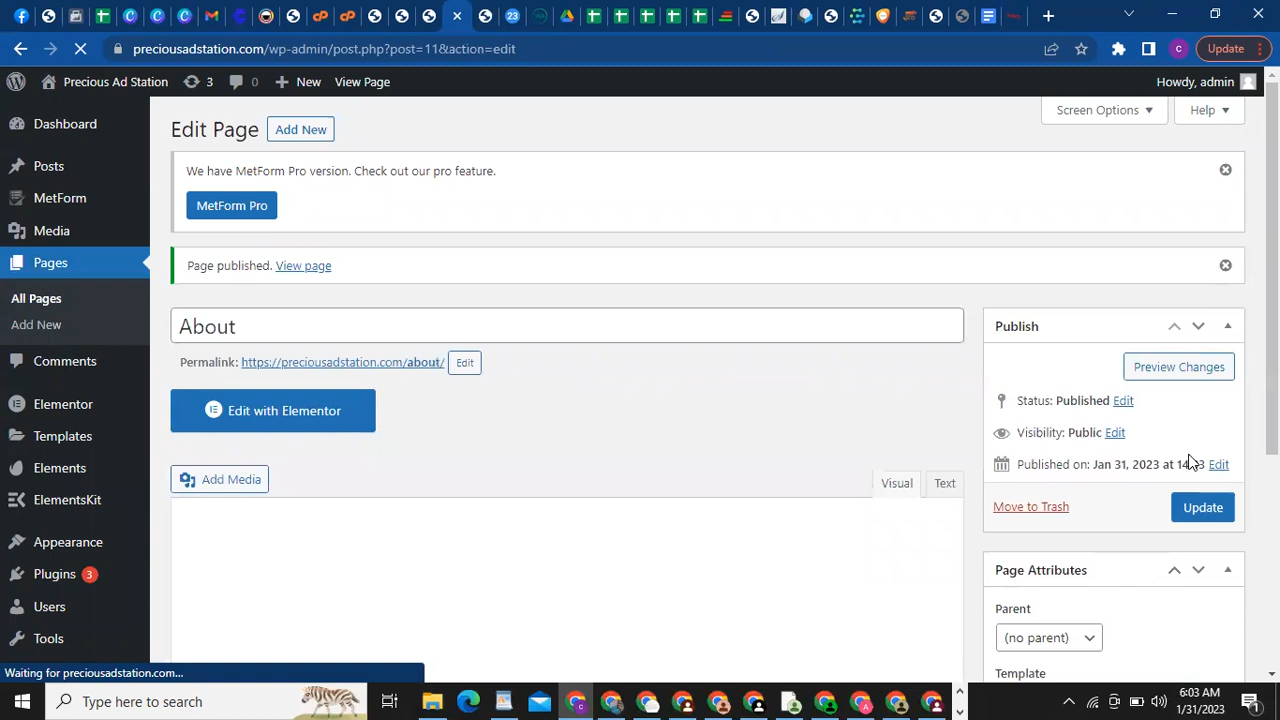 23
preciousadstation.com/wp-admin/post.php?post=11&action=edit
C
Update
Precious Ad Station
3
0
New
View Page
Howdy, admin
Dashboard
Posts
MetForm
Media
Pages
All Pages
Add New
Comments
Elementor
Templates
Elements
ElementsKit
Appearance
Plugins 3
Users
Tools
Screen Options
Help
Edit Page
Add New
We have MetForm Pro version. Check out our pro feature.
MetForm Pro
Page published. View page
About
Permalink: https://preciousadstation.com/about/ Edit
Edit with Elementor
Add Media
Visual
Text
Publish
Preview Changes
Status: Published Edit
Visibility: Public Edit
Published on: Jan 31, 2023 at Edit
Move to Trash
Update
Page Attributes
Parent
(no parent)
Template
Waiting for preciousadstation.com...
Type here to search
6:03 AM
1/31/2023